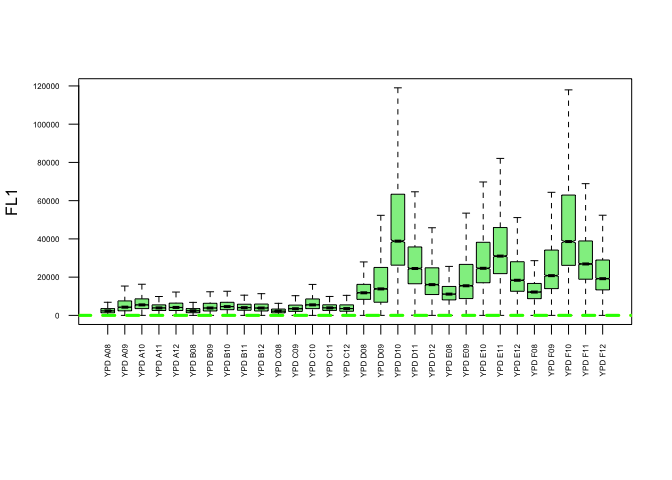 120000
100000
80000
60000
40000
20000
0
FL1
YPD A08
YPD A09
YPD A10
YPD A11
YPD A12
YPD B08
YPD B09
YPD B10
YPD B11
YPD B12
YPD C08
YPD C09
YPD C10
YPD C11
YPD C12
YPD D08
YPD D09
YPD D10
YPD D11
YPD D12
YPD E08
YPD E09
YPD E10
YPD E11
YPD E12
YPD F08
YPD F09
YPD F10
YPD F11
YPD F12